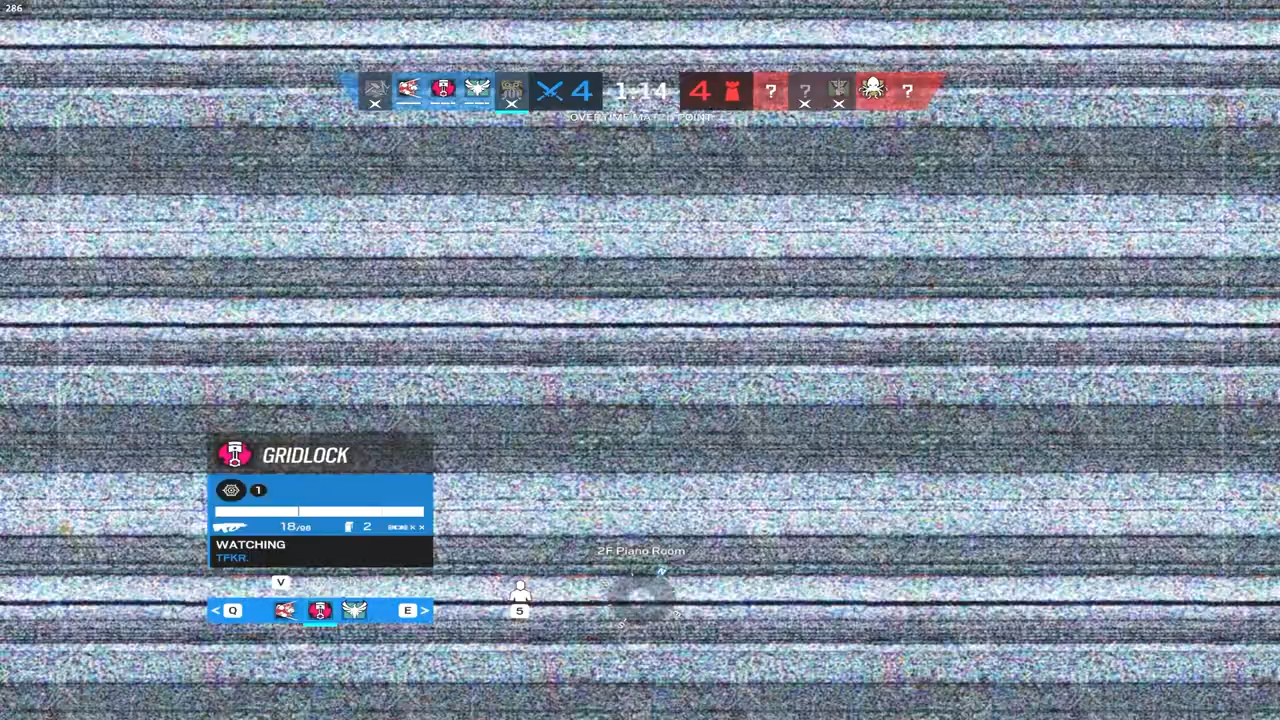 286
4 1:14 4 ? ? ?
OVERTIME MATCH POINT
GRIDLOCK
1
18/98 2
WATCHING
TFKR.
2F Piano Room
N
V
< Q E >
5
S